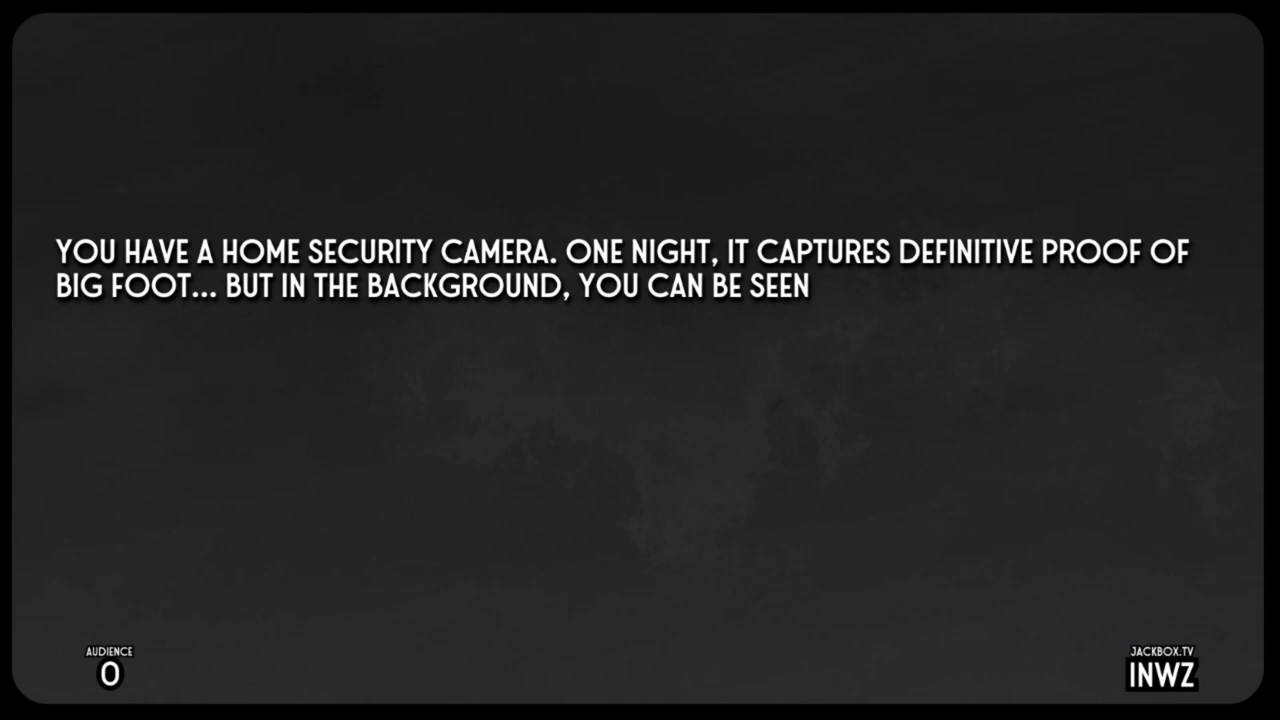 YOU HAVE A HOME SECURITY CAMERA. ONE NIGHT, IT CAPTURES DEFINITIVE PROOF OF
BIG FOOT... BUT IN THE BACKGROUND, YOU CAN BE SEEN
AUDIENCE
0
JACKBOX.TV
INWZ